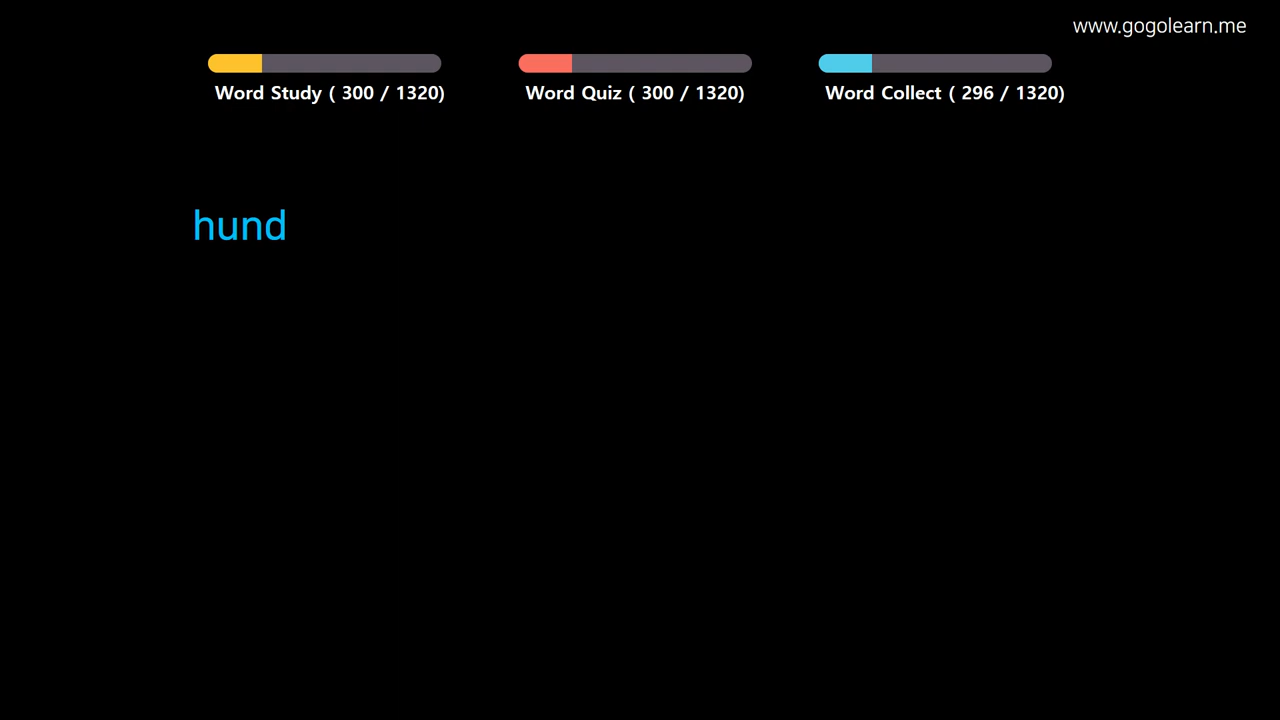 www.gogolearn.me
Word Study ( 300 / 1320)
Word Quiz ( 300 / 1320)
Word Collect ( 296 / 1320)
hund